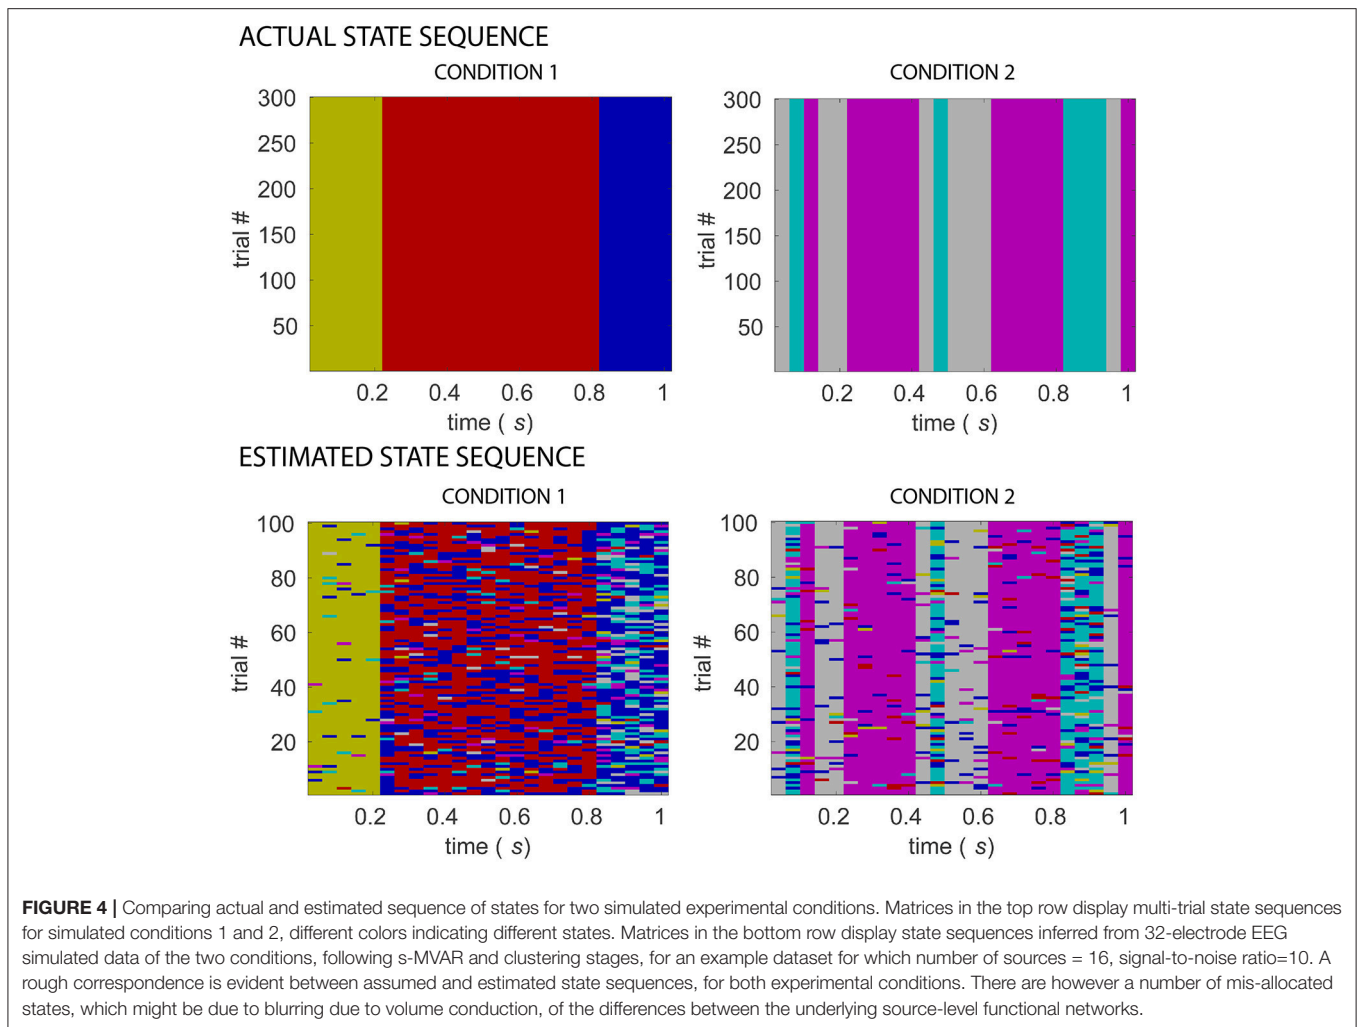 ACTUAL STATE SEQUENCE
CONDITION 1
CONDITION 2
300
250
200
150
100
50
trial #
0.2
0.4
0.6
0.8
1
time ( s)
300
250
200
150
100
50
trial #
0.2
0.4
0.6
0.8
1
time ( s)
ESTIMATED STATE SEQUENCE
CONDITION 1
CONDITION 2
100
80
60
40
20
trial #
0.2
0.4
0.6
0.8
1
time ( s)
100
80
60
40
20
trial #
0.2
0.4
0.6
0.8
1
time ( s)
FIGURE 4 | Comparing actual and estimated sequence of states for two simulated experimental conditions. Matrices in the top row display multi-trial state sequences
for simulated conditions 1 and 2, different colors indicating different states. Matrices in the bottom row display state sequences inferred from 32-electrode EEG
simulated data of the two conditions, following s-MVAR and clustering stages, for an example dataset for which number of sources = 16, signal-to-noise ratio=10. A
rough correspondence is evident between assumed and estimated state sequences, for both experimental conditions. There are however a number of mis-allocated
states, which might be due to blurring due to volume conduction, of the differences between the underlying source-level functional networks.